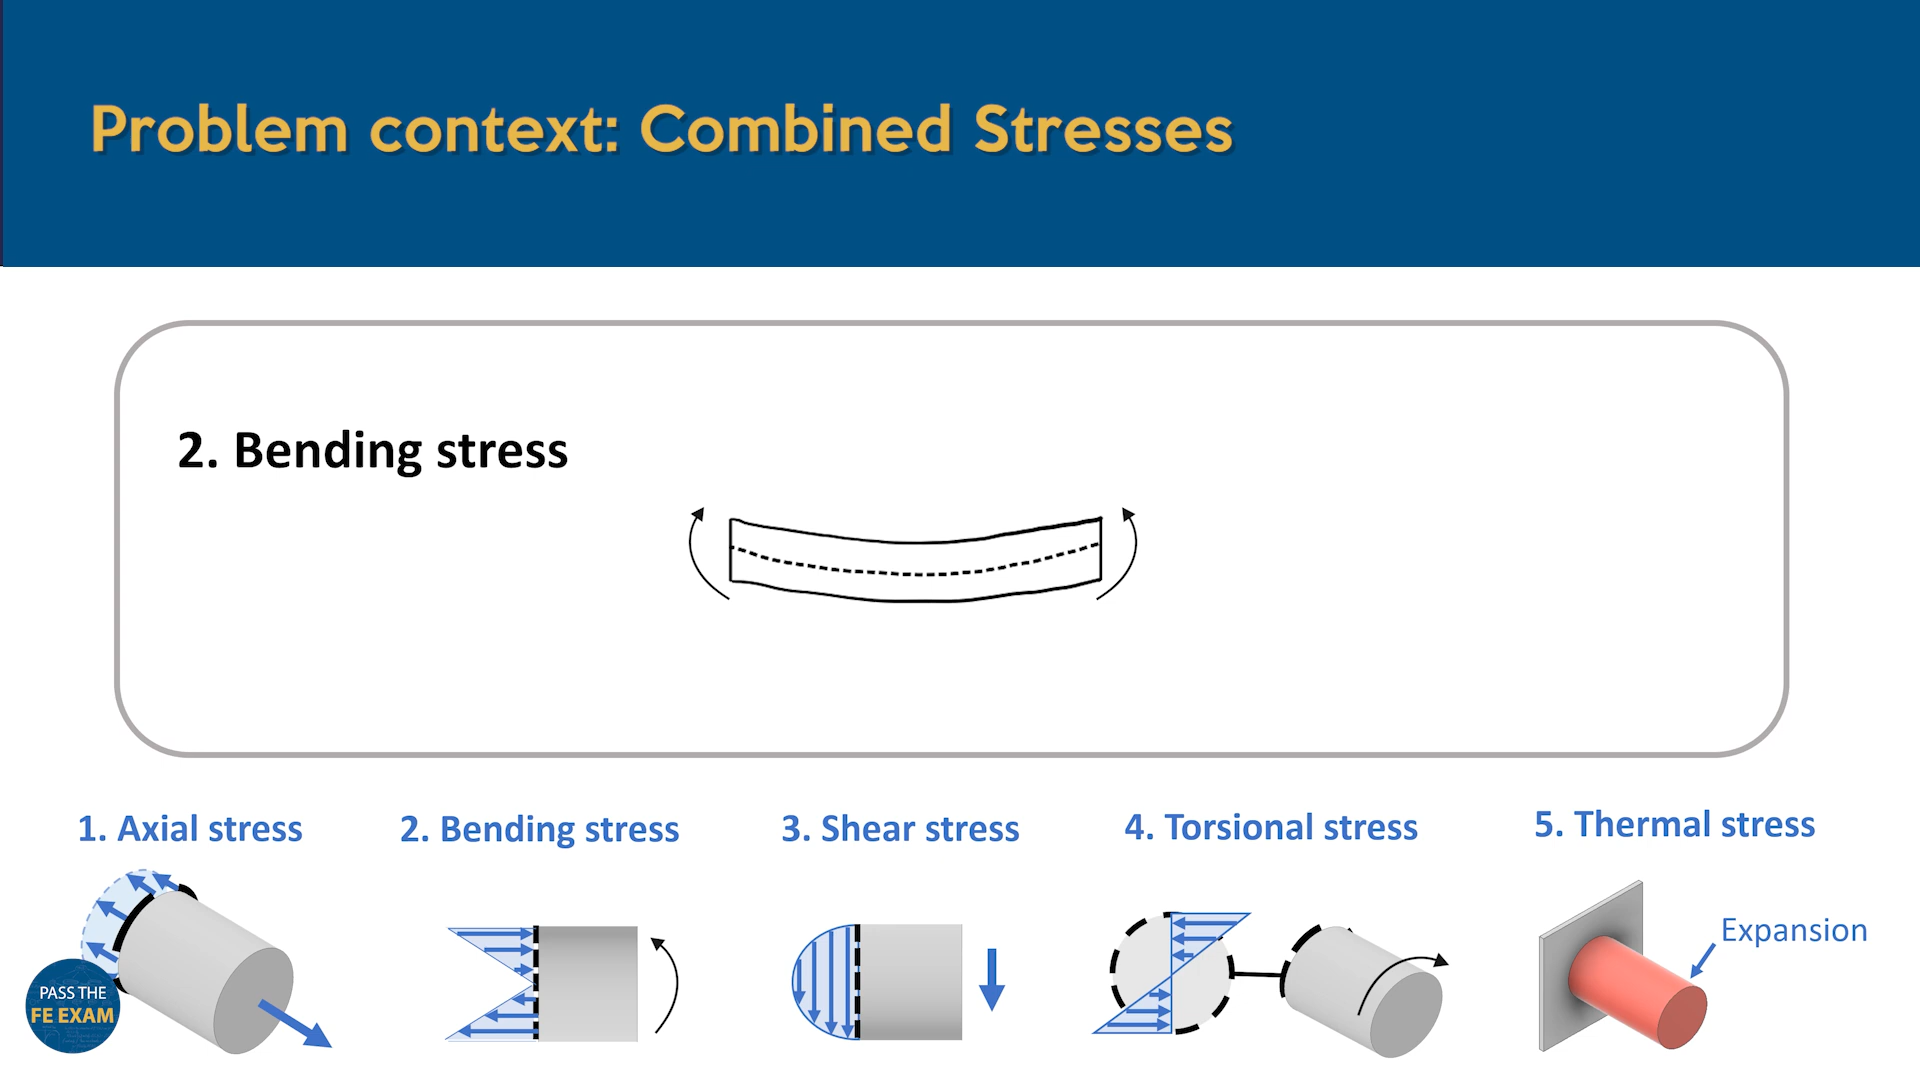 Problem context: Combined Stresses
2. Bending stress
1. Axial stress
2. Bending stress
3. Shear stress
4. Torsional stress
5. Thermal stress
Expansion
PASS THE
FE EXAM